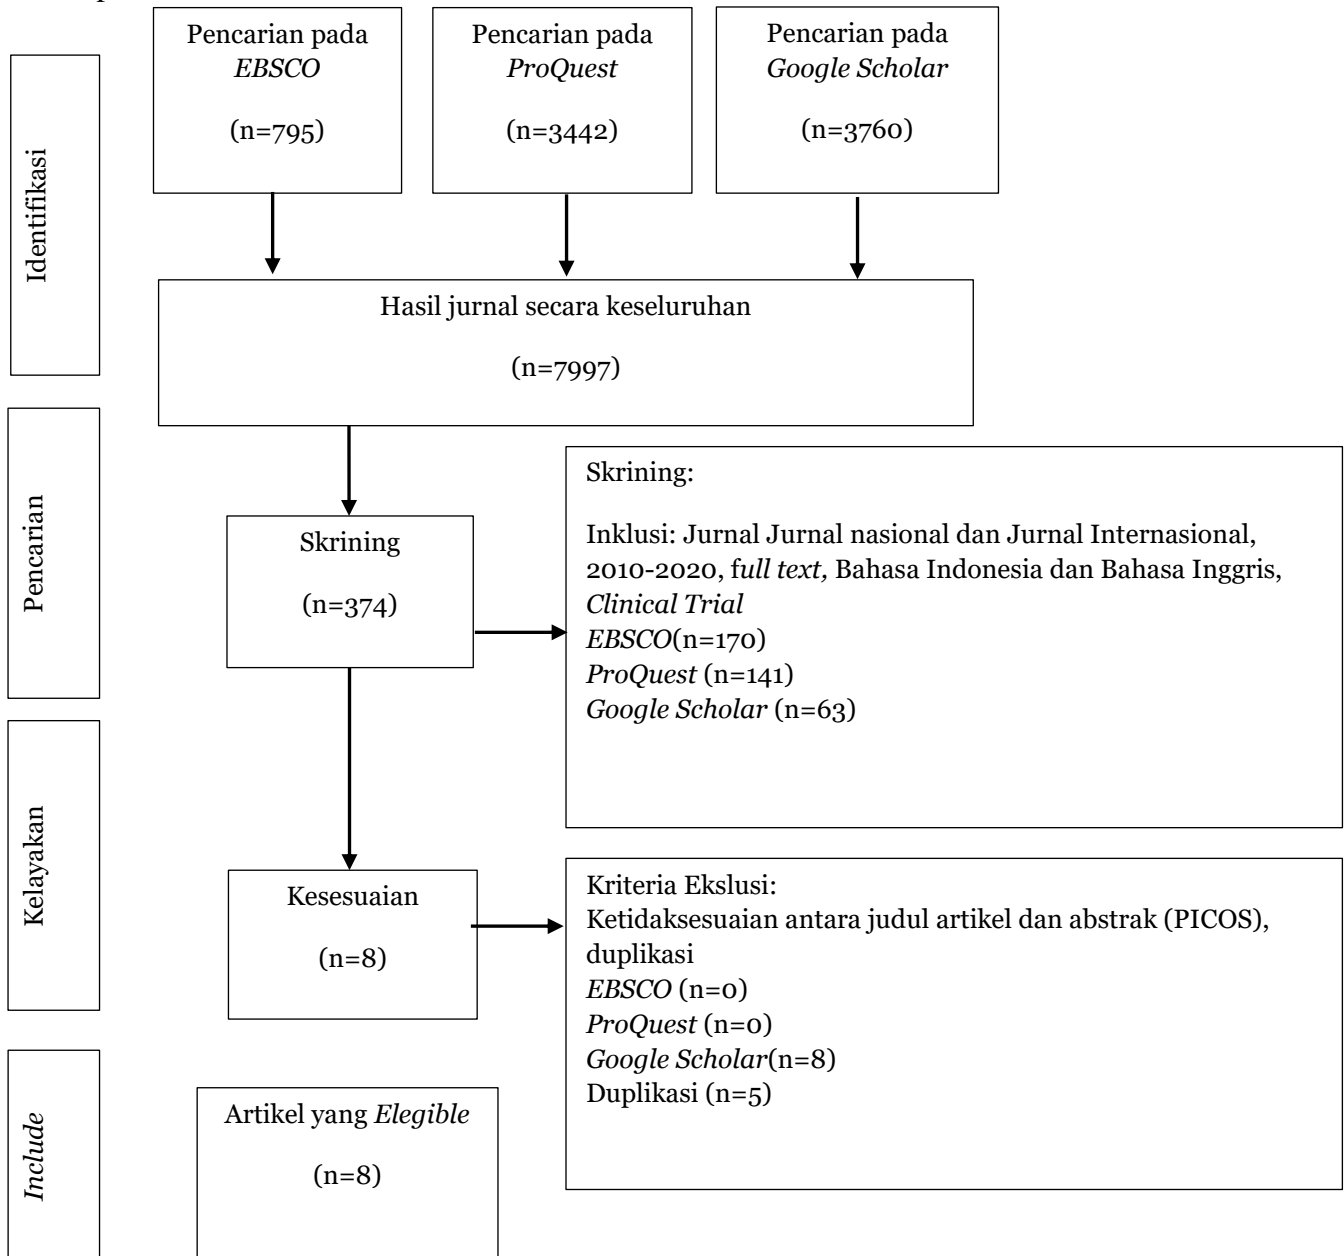 Pencarian pada
EBSCO
(n=795)
Pencarian pada
ProQuest
(n=3442)
Pencarian pada
Google Scholar
(n=3760)
Identifikasi
Hasil jurnal secara keseluruhan
(n=7997)
Pencarian
Skrining
(n=374)
Skrining:
Inklusi: Jurnal Jurnal nasional dan Jurnal Internasional,
2010-2020, full text, Bahasa Indonesia dan Bahasa Inggris,
Clinical Trial
EBSCO(n=170)
ProQuest (n=141)
Google Scholar (n=63)
Kelayakan
Kesesuaian
(n=8)
Kriteria Ekslusi:
Ketidaksesuaian antara judul artikel dan abstrak (PICOS),
duplikasi
EBSCO (n=0)
ProQuest (n=0)
Google Scholar(n=8)
Duplikasi (n=5)
Include
Artikel yang Elegible
(n=8)